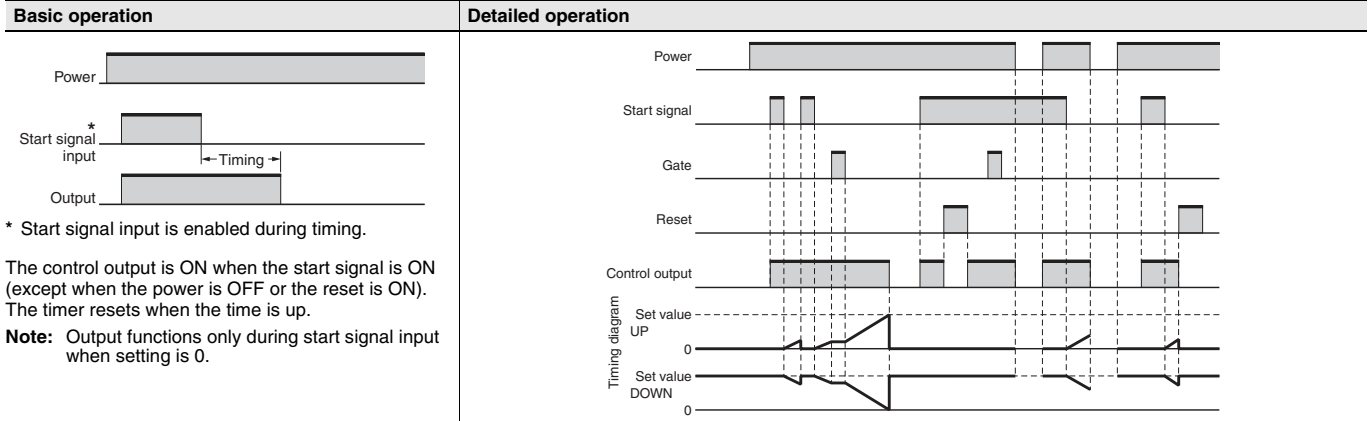 Basic operation
Detailed operation
Power
*
Start signal
input
Timing
Output
* Start signal input is enabled during timing.
The control output is ON when the start signal is ON
(except when the power is OFF or the reset is ON).
The timer resets when the time is up.
Note: Output functions only during start signal input
when setting is 0.
Power
Start signal
Gate
Reset
Control output
Timing diagram
Set value
UP
0
Set value
DOWN
0